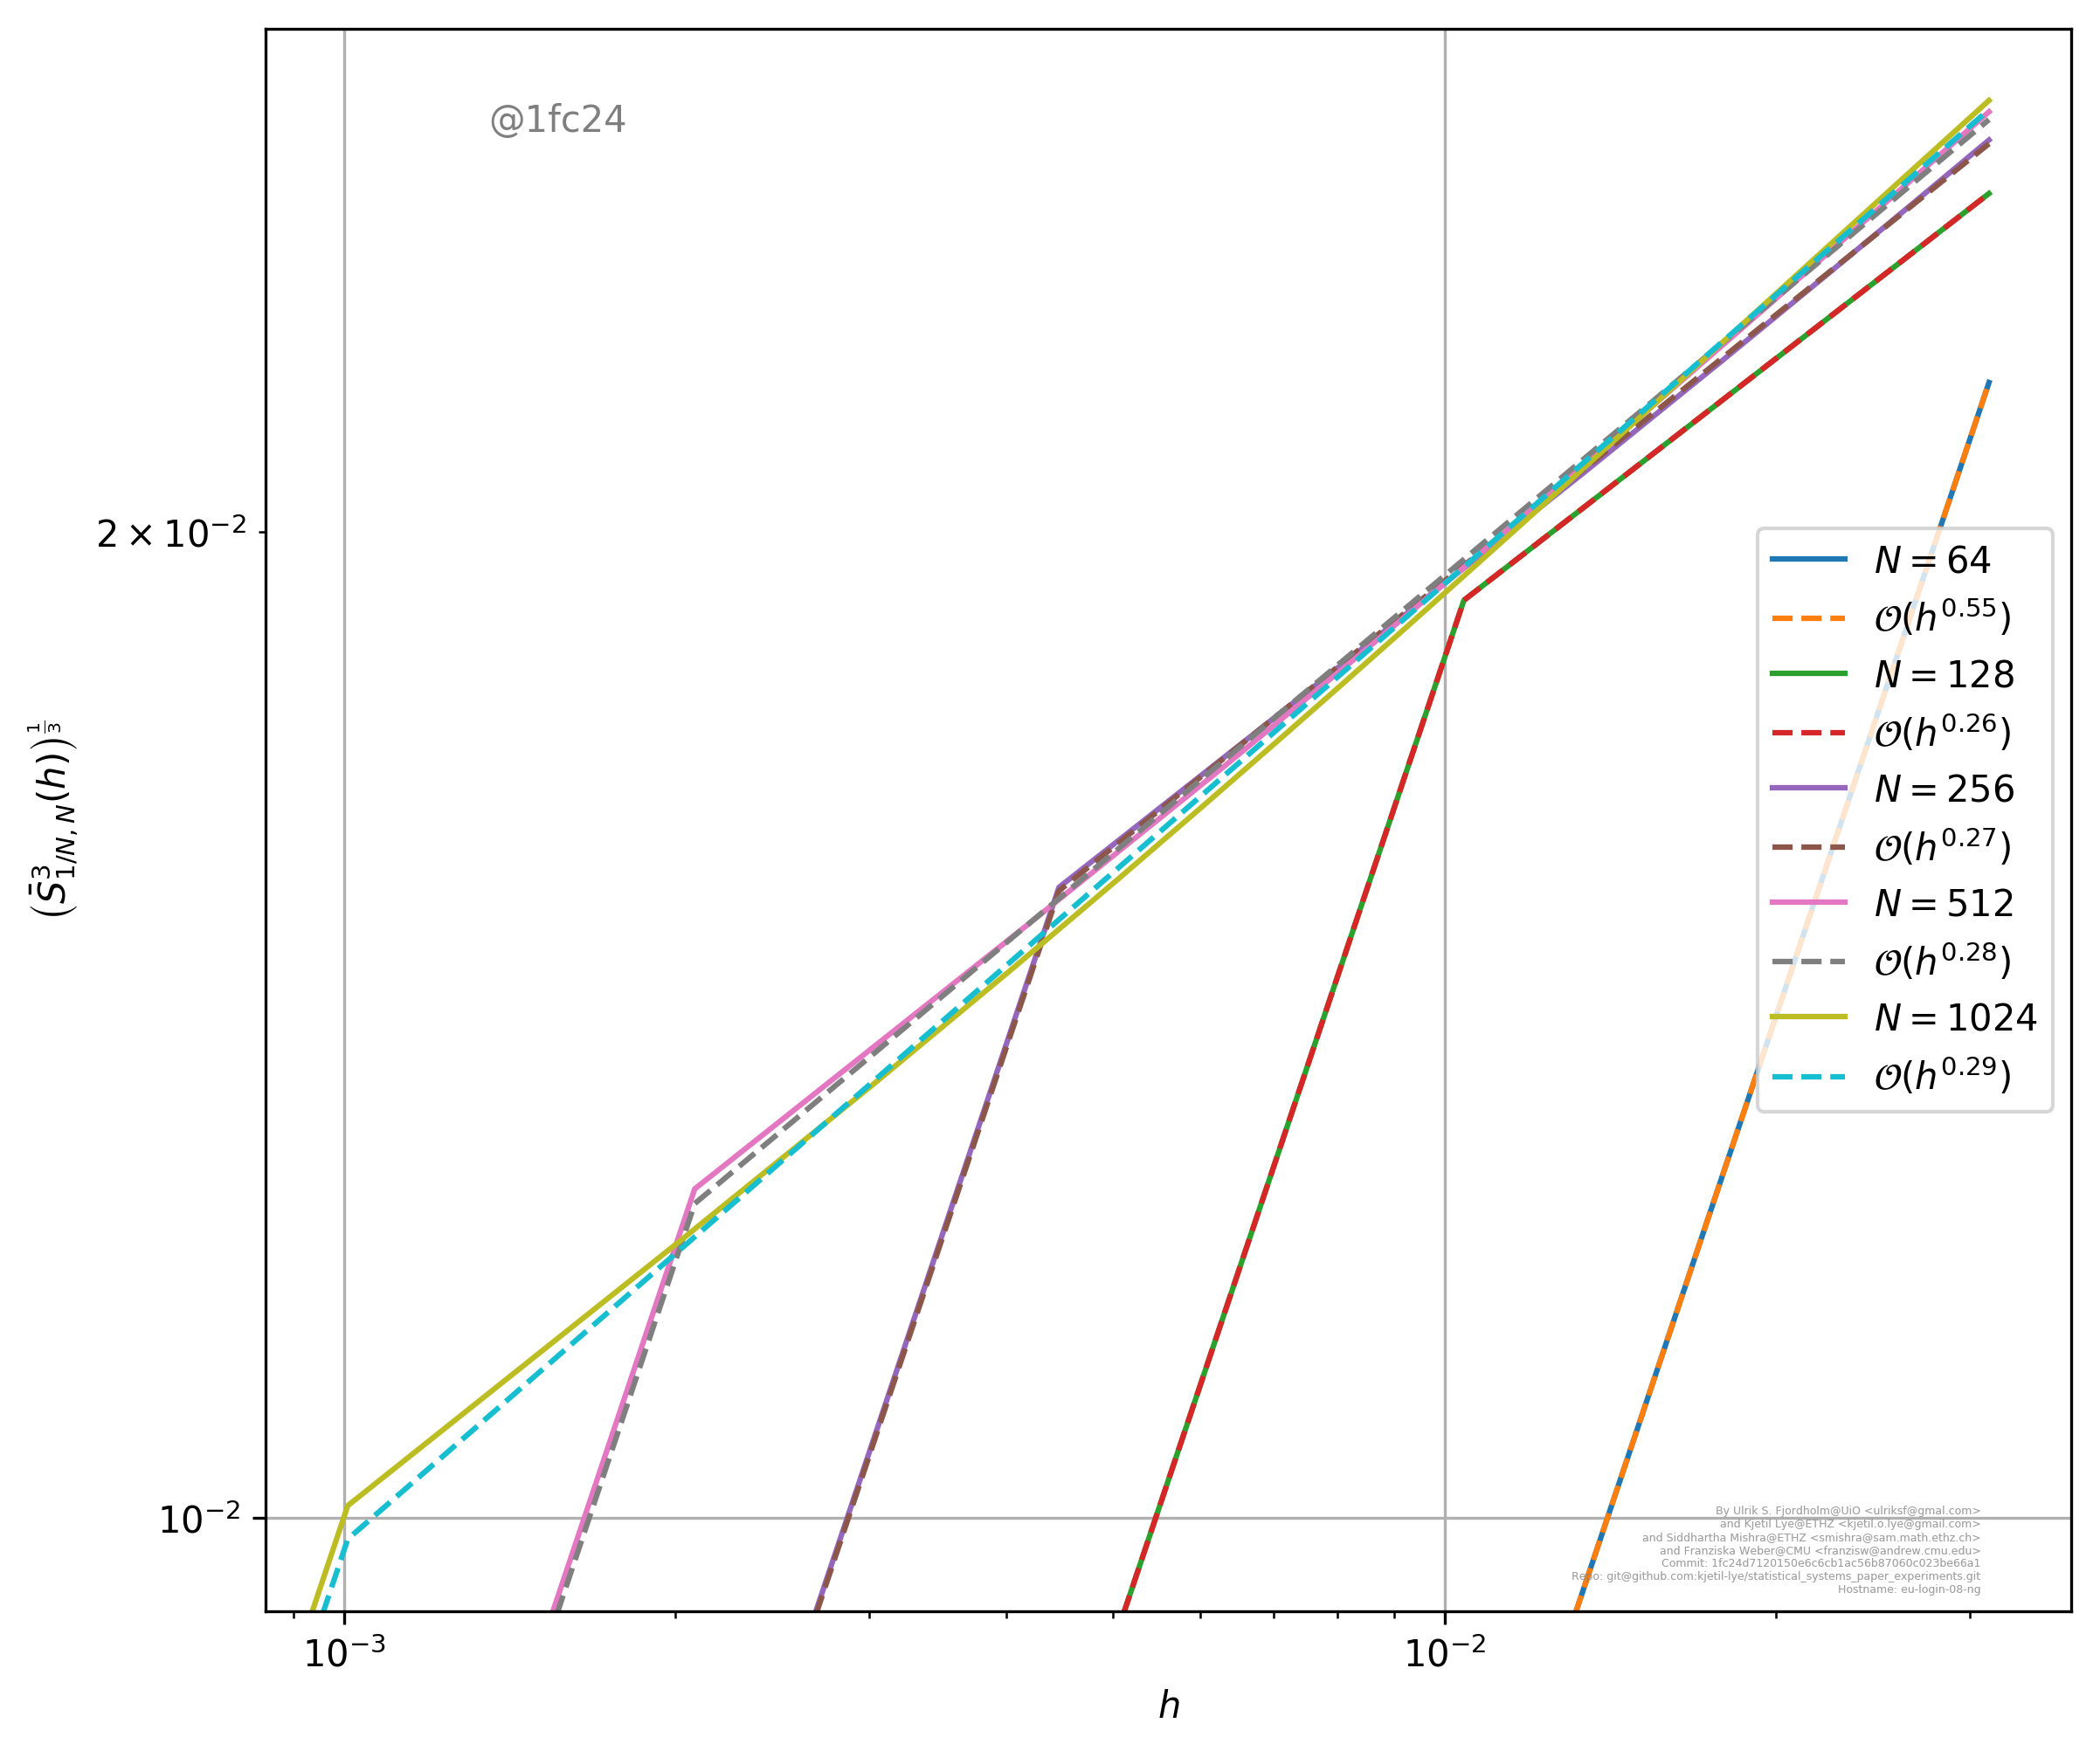 @1fc24
2 × 10⁻²
10⁻²
(S̄³₁/N, N(h))^(1/3)
N = 64
𝒪(h^0.55)
N = 128
𝒪(h^0.26)
N = 256
𝒪(h^0.27)
N = 512
𝒪(h^0.28)
N = 1024
𝒪(h^0.29)
By Ulrik S. Fjordholm@UiO <ulriksf@gmal.com>
and Kjetil Lye@ETHZ <kjetil.o.lye@gmail.com>
and Siddhartha Mishra@ETHZ <smishra@sam.math.ethz.ch>
and Franziska Weber@CMU <franzisw@andrew.cmu.edu>
Commit: 1fc24d7120150e6c6cb1ac56b87060c023be66a1
Repo: git@github.com:kjetil-lye/statistical_systems_paper_experiments.git
Hostname: eu-login-08-ng
10⁻³
10⁻²
h